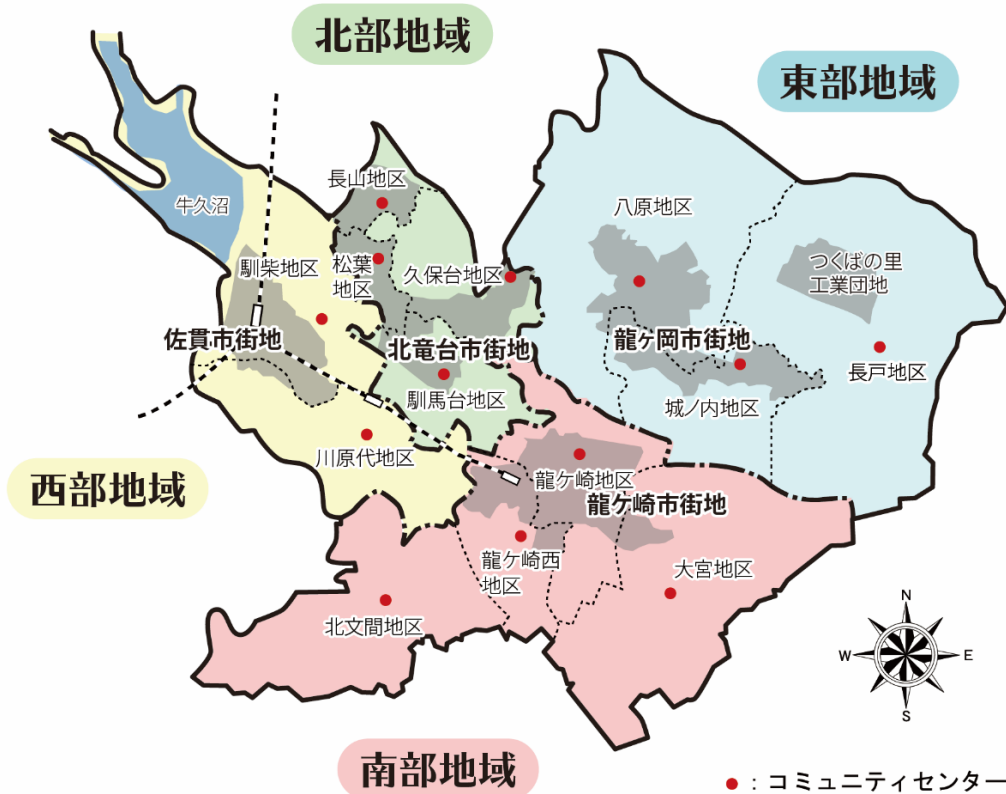 北部地域
東部地域
長山地区
牛久沼
八原地区
馴柴地区
松葉
地区
久保台地区
つくばの里
工業団地
佐貫市街地
北竜台市街地
龍ヶ岡市街地
長戸地区
馴馬台地区
城ノ内地区
川原代地区
西部地域
龍ケ崎地区
龍ケ崎市街地
龍ケ崎西
地区
大宮地区
北文間地区
N
W
E
S
南部地域
：コミュニティセンター